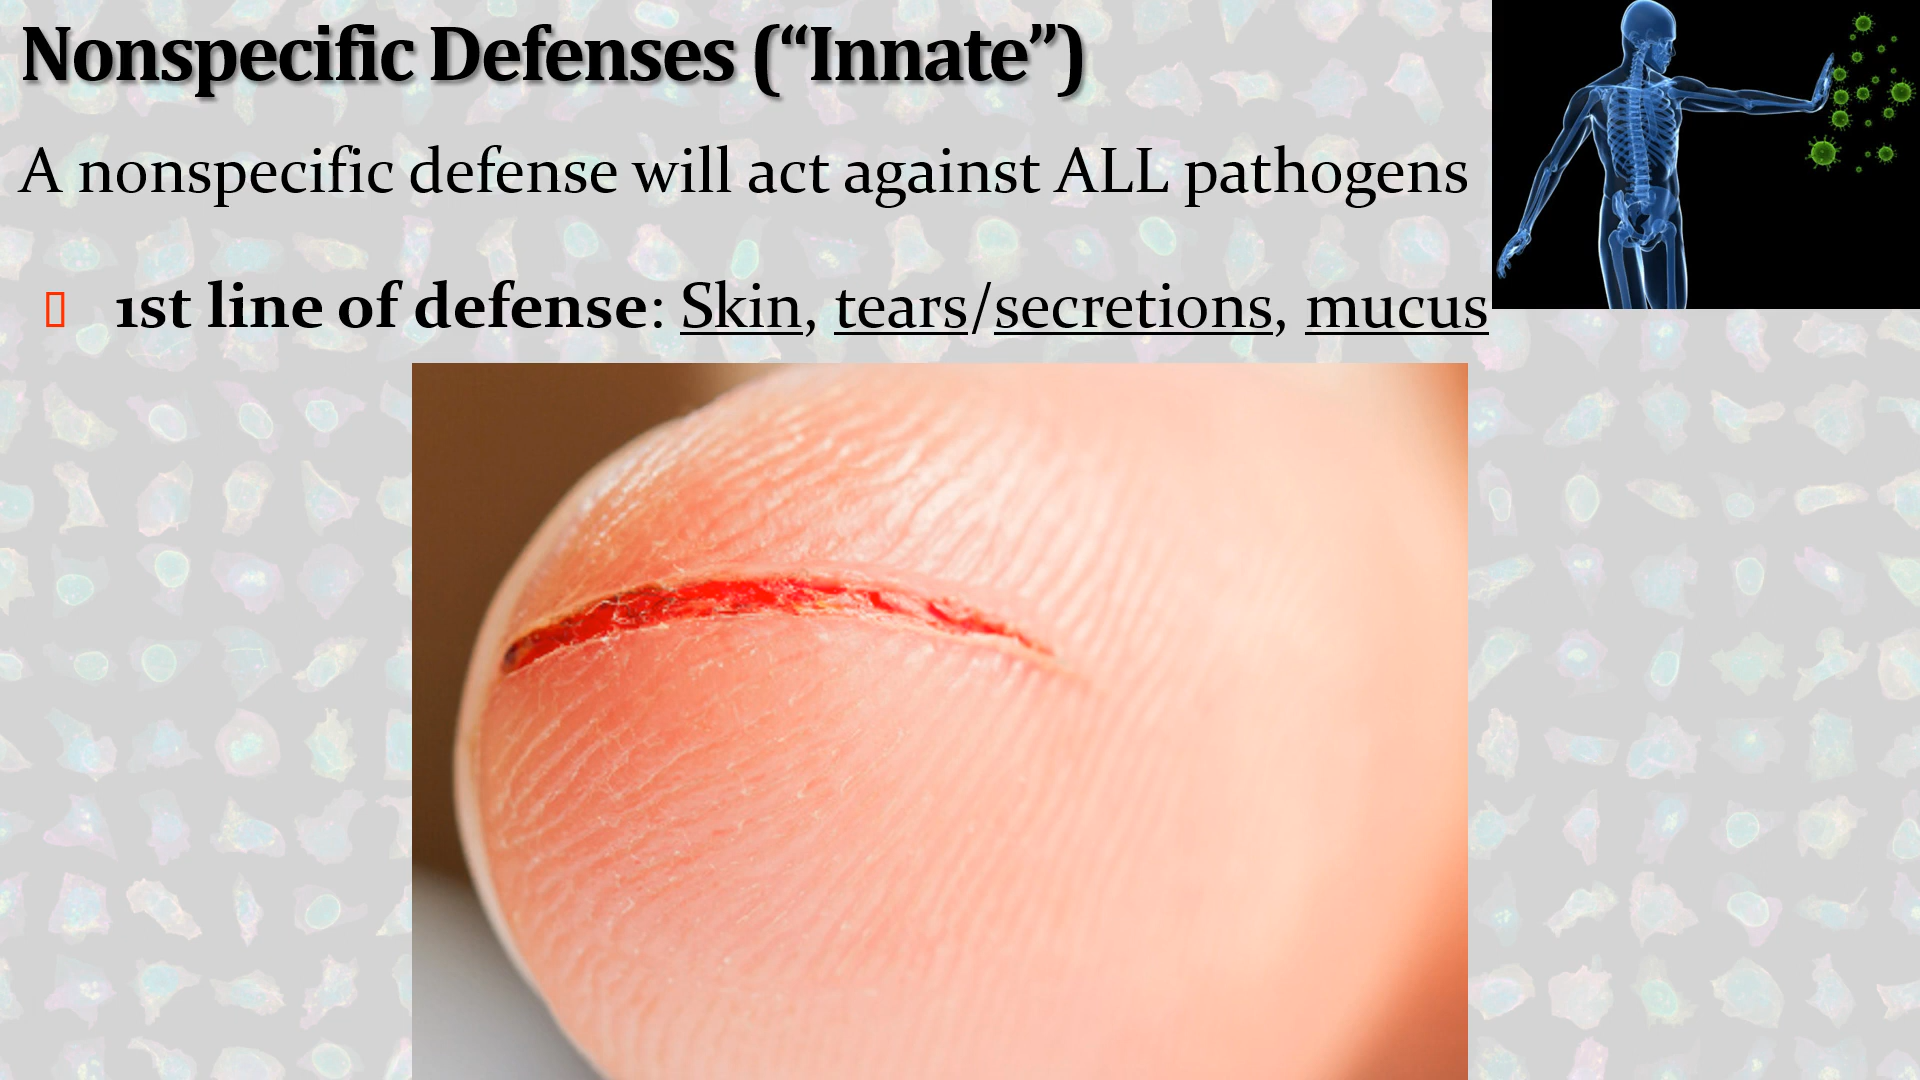 Nonspecific Defenses (“Innate”)
A nonspecific defense will act against ALL pathogens
1st line of defense: Skin, tears/secretions, mucus